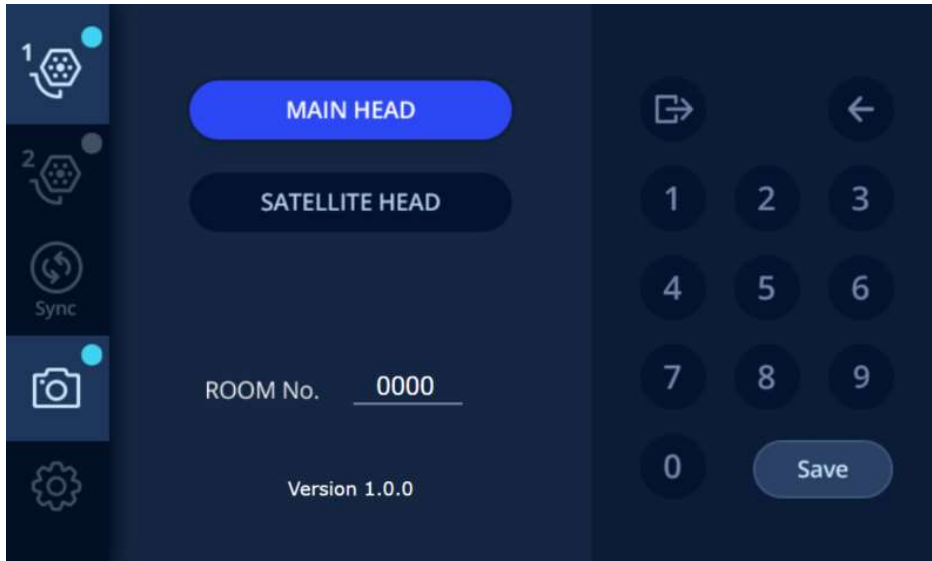 1
2
Sync
MAIN HEAD
SATELLITE HEAD
ROOM No. 0000
Version 1.0.0
1 2 3
4 5 6
7 8 9
0 Save